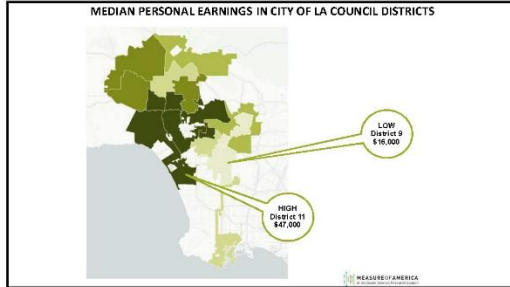 MEDIAN PERSONAL EARNINGS IN CITY OF LA COUNCIL DISTRICTS
LOW
District 9
$16,000
HIGH
District 11
$47,000
MEASURE OF AMERICA